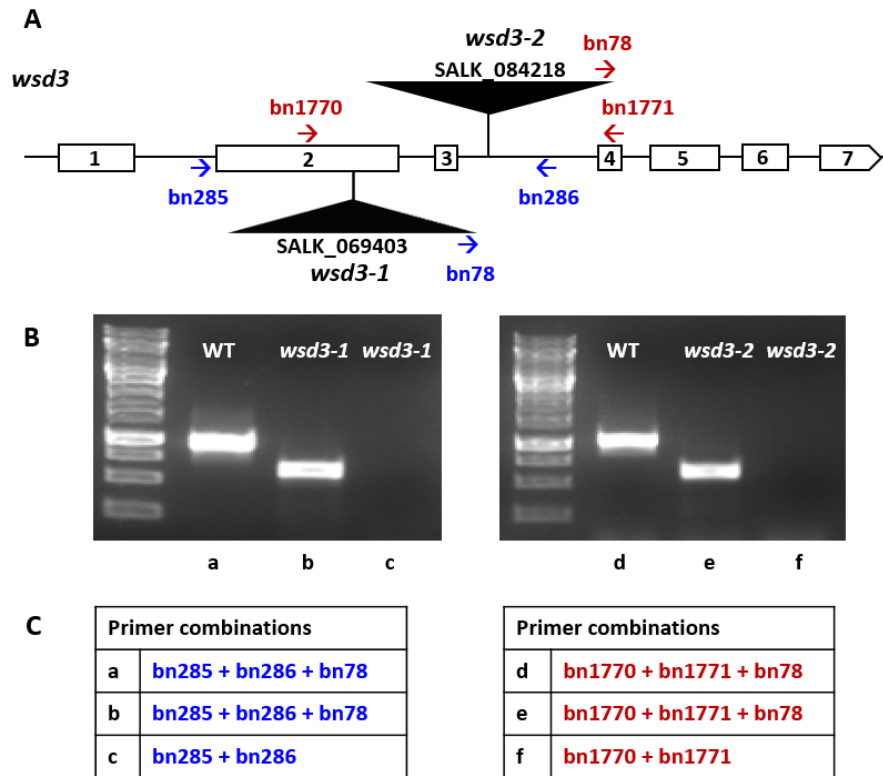 A
wsd3-2
bn78
SALK_084218
wsd3
bn1770
bn1771
1
2
3
4
5
6
7
bn285
bn286
SALK_069403
wsd3-1
bn78
B
WT wsd3-1 wsd3-1
WT wsd3-2 wsd3-2
a b c
d e f
C
Primer combinations
a bn285 + bn286 + bn78
b bn285 + bn286 + bn78
c bn285 + bn286
Primer combinations
d bn1770 + bn1771 + bn78
e bn1770 + bn1771 + bn78
f bn1770 + bn1771